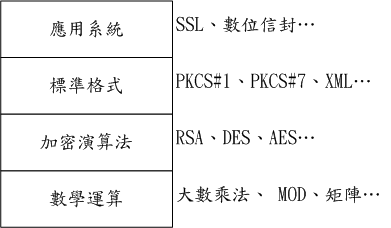 應用系統 SSL、數位信封…
標準格式 PKCS#1、PKCS#7、XML…
加密演算法 RSA、DES、AES…
數學運算 大數乘法、 MOD、矩陣…